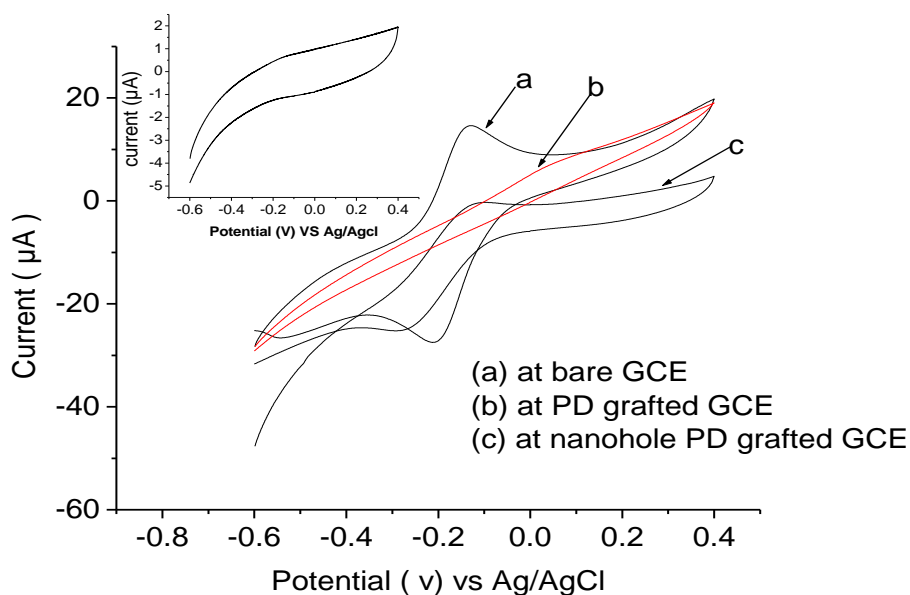 2
1
0
-1
-2
-3
-4
-5
current (µA)
-0.6 -0.4 -0.2 0.0 0.2 0.4
Potential (V) VS Ag/Agcl
a
b
c
20
0
-20
-40
-60
Current ( µA )
(a) at bare GCE
(b) at PD grafted GCE
(c) at nanohole PD grafted GCE
-0.8 -0.6 -0.4 -0.2 0.0 0.2 0.4
Potential ( v) vs Ag/AgCl